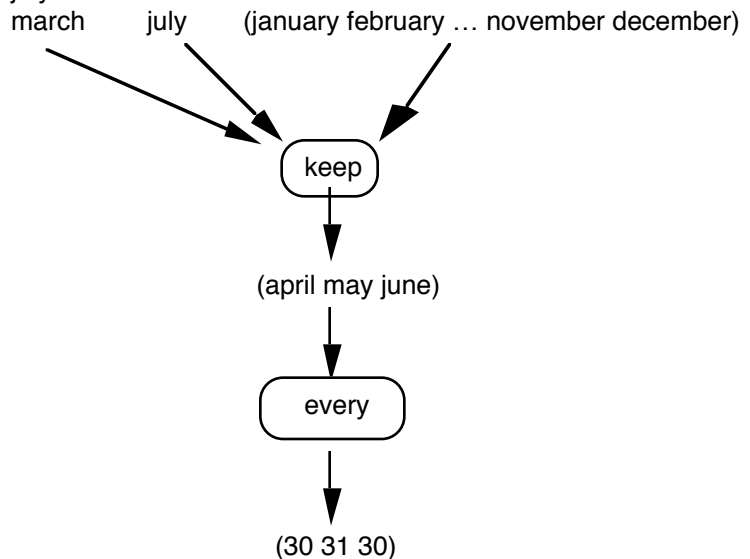 march july (january february … november december)
keep
(april may june)
every
(30 31 30)